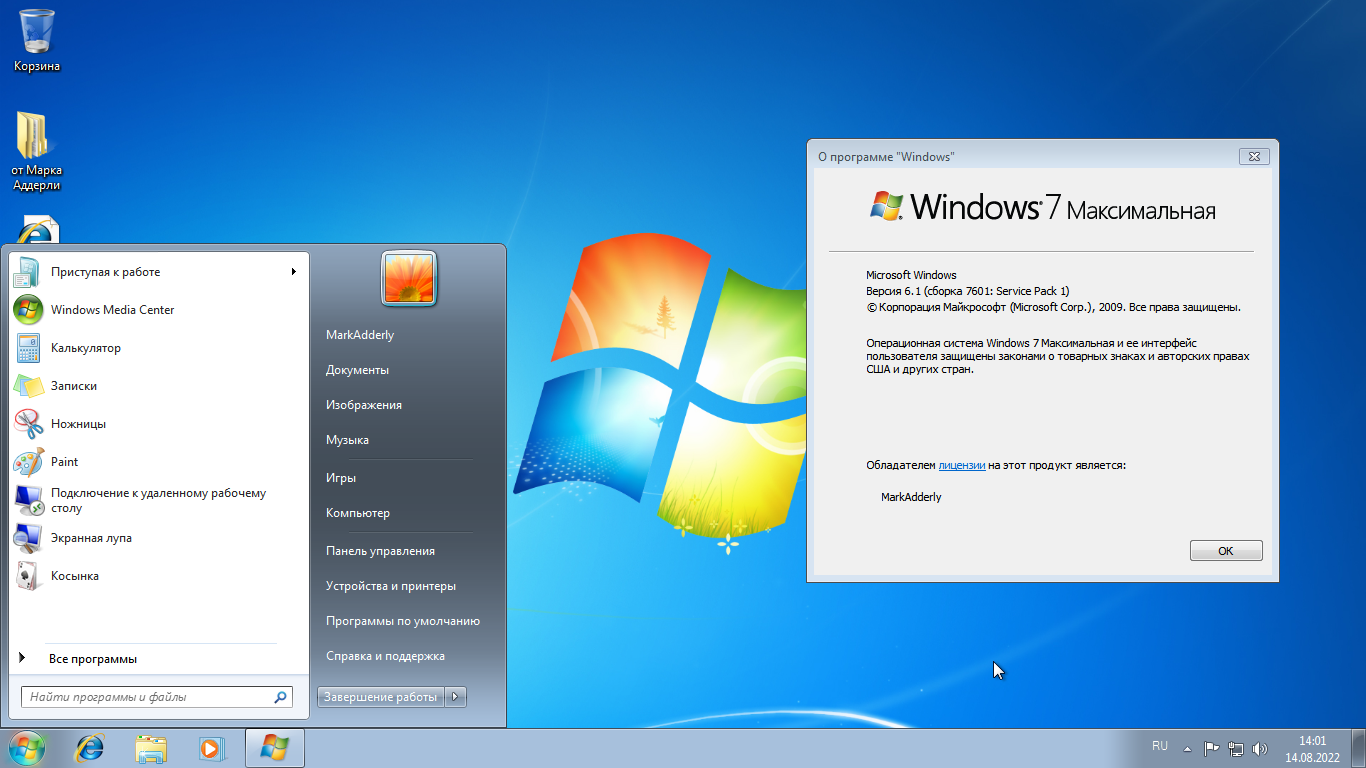 Корзина
от Марка
Аддерли
Приступая к работе
Windows Media Center
Калькулятор
Записки
Ножницы
Paint
Подключение к удаленному рабочему
столу
Экранная лупа
Косынка
Все программы
Найти программы и файлы
MarkAdderly
Документы
Изображения
Музыка
Игры
Компьютер
Панель управления
Устройства и принтеры
Программы по умолчанию
Справка и поддержка
Завершение работы
О программе "Windows"
Windows® 7 Максимальная
Microsoft Windows
Версия 6.1 (сборка 7601: Service Pack 1)
© Корпорация Майкрософт (Microsoft Corp.), 2009. Все права защищены.
Операционная система Windows 7 Максимальная и ее интерфейс
пользователя защищены законами о товарных знаках и авторских правах
США и других стран.
Обладателем лицензии на этот продукт является:
MarkAdderly
ОК
RU
14:01
14.08.2022